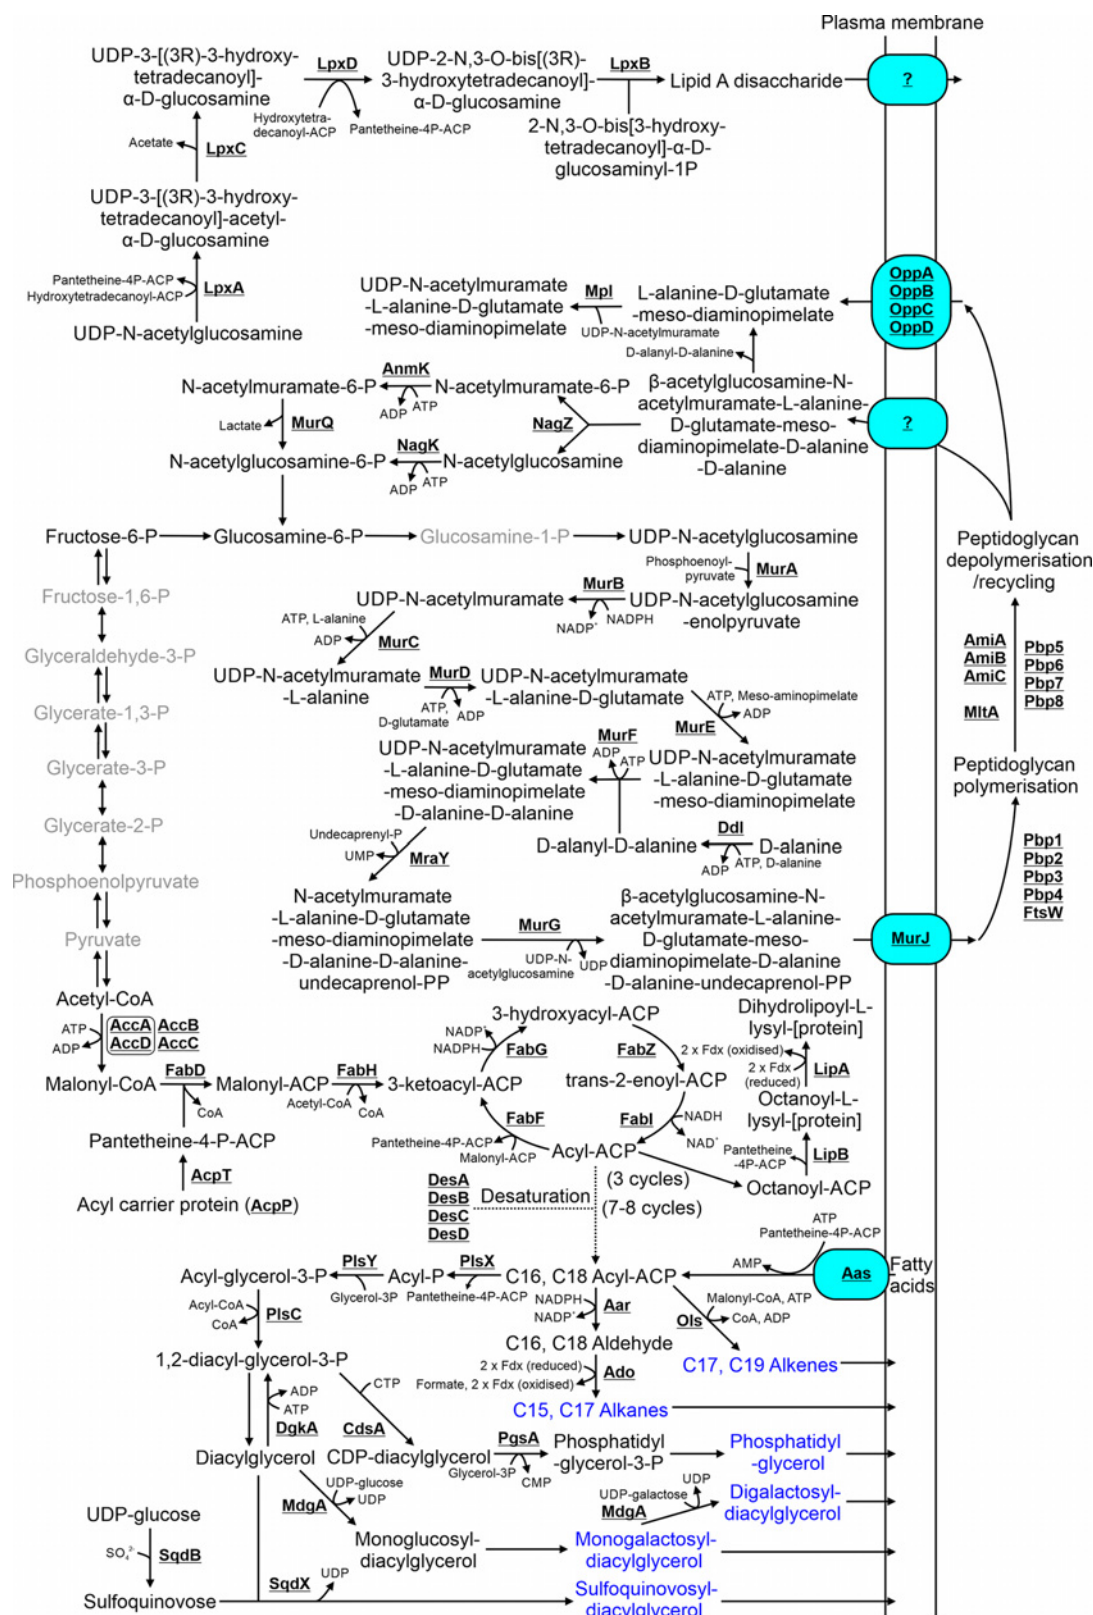 Plasma membrane
UDP-3-[(3R)-3-hydroxy-
tetradecanoyl]-
α-D-glucosamine
LpxD
Hydroxytetra-
decanoyl-ACP
Pantetheine-4P-ACP
UDP-2-N,3-O-bis[(3R)-
3-hydroxytetradecanoyl]-
α-D-glucosamine
LpxB
2-N,3-O-bis[3-hydroxy-
tetradecanoyl]-α-D-
glucosaminyl-1P
Lipid A disaccharide
?
Acetate
LpxC
UDP-3-[(3R)-3-hydroxy-
tetradecanoyl]-acetyl-
α-D-glucosamine
Pantetheine-4P-ACP
Hydroxytetradecanoyl-ACP
LpxA
UDP-N-acetylglucosamine
UDP-N-acetylmuramate
-L-alanine-D-glutamate
-meso-diaminopimelate
Mpl
UDP-N-acetylmuramate
L-alanine-D-glutamate
-meso-diaminopimelate
OppA
OppB
OppC
OppD
D-alanyl-D-alanine
N-acetylmuramate-6-P
AnmK
ADP
ATP
N-acetylmuramate-6-P
β-acetylglucosamine-N-
acetylmuramate-L-alanine-
D-glutamate-meso-
diaminopimelate-D-alanine
-D-alanine
?
Lactate
MurQ
NagZ
N-acetylglucosamine-6-P
NagK
ADP
ATP
N-acetylglucosamine
Fructose-6-P
Glucosamine-6-P
Glucosamine-1-P
UDP-N-acetylglucosamine
Peptidoglycan
depolymerisation
/recycling
Phosphoenoyl-
pyruvate
MurA
Fructose-1,6-P
UDP-N-acetylmuramate
MurB
NADP+
NADPH
UDP-N-acetylglucosamine
-enolpyruvate
ATP, L-alanine
ADP
MurC
Glyceraldehyde-3-P
AmiA
AmiB
AmiC
MltA
Pbp5
Pbp6
Pbp7
Pbp8
UDP-N-acetylmuramate
-L-alanine
MurD
ATP,
D-glutamate
ADP
UDP-N-acetylmuramate
-L-alanine-D-glutamate
ATP, Meso-aminopimelate
ADP
MurE
Glycerate-1,3-P
UDP-N-acetylmuramate
-L-alanine-D-glutamate
-meso-diaminopimelate
-D-alanine-D-alanine
MurF
ADP
ATP
UDP-N-acetylmuramate
-L-alanine-D-glutamate
-meso-diaminopimelate
Peptidoglycan
polymerisation
Glycerate-3-P
Glycerate-2-P
Undecaprenyl-P
UMP
MraY
D-alanyl-D-alanine
Ddl
ADP
ATP, D-alanine
D-alanine
Pbp1
Pbp2
Pbp3
Pbp4
FtsW
Phosphoenolpyruvate
N-acetylmuramate
-L-alanine-D-glutamate
-meso-diaminopimelate
-D-alanine-D-alanine-
undecaprenol-PP
MurG
UDP-N-
acetylglucosamine
UDP
β-acetylglucosamine-N-
acetylmuramate-L-alanine-
D-glutamate-meso-
diaminopimelate-D-alanine
-D-alanine-undecaprenol-PP
MurJ
Pyruvate
Acetyl-CoA
ATP
ADP
AccA
AccD
AccB
AccC
Malonyl-CoA
FabD
CoA
Malonyl-ACP
FabH
Acetyl-CoA
CoA
3-ketoacyl-ACP
NADP+
NADPH
FabG
3-hydroxyacyl-ACP
FabZ
trans-2-enoyl-ACP
FabI
NADH
NAD+
Acyl-ACP
FabF
Pantetheine-4P-ACP
Malonyl-ACP
Dihydrolipoyl-L-
lysyl-[protein]
2 x Fdx (oxidised)
2 x Fdx
(reduced)
LipA
Octanoyl-L-
lysyl-[protein]
Pantetheine
-4P-ACP
LipB
Octanoyl-ACP
Pantetheine-4-P-ACP
AcpT
Acyl carrier protein (AcpP)
DesA
DesB
DesC
DesD
Desaturation
(3 cycles)
(7-8 cycles)
ATP
Pantetheine-4P-ACP
AMP
Aas
Fatty
acids
Acyl-glycerol-3-P
PlsY
Glycerol-3P
Acyl-P
PlsX
Pantetheine-4P-ACP
C16, C18 Acyl-ACP
Acyl-CoA
CoA
PlsC
NADPH
NADP+
Aar
Malonyl-CoA, ATP
CoA, ADP
Ols
1,2-diacyl-glycerol-3-P
C16, C18 Aldehyde
C17, C19 Alkenes
2 x Fdx (reduced)
Formate, 2 x Fdx (oxidised)
Ado
C15, C17 Alkanes
ADP
ATP
DgkA
CTP
CdsA
Diacylglycerol
CDP-diacylglycerol
PgsA
Glycerol-3P
CMP
Phosphatidyl
-glycerol-3-P
Phosphatidyl
-glycerol
UDP-glucose
UDP
MdgA
UDP-galactose
UDP
MdgA
Digalactosyl-
diacylglycerol
UDP-glucose
SO₄²⁻
SqdB
Monoglucosyl-
diacylglycerol
Monogalactosyl-
diacylglycerol
Sulfoquinovose
SqdX
UDP
Sulfoquinovosyl-
diacylglycerol